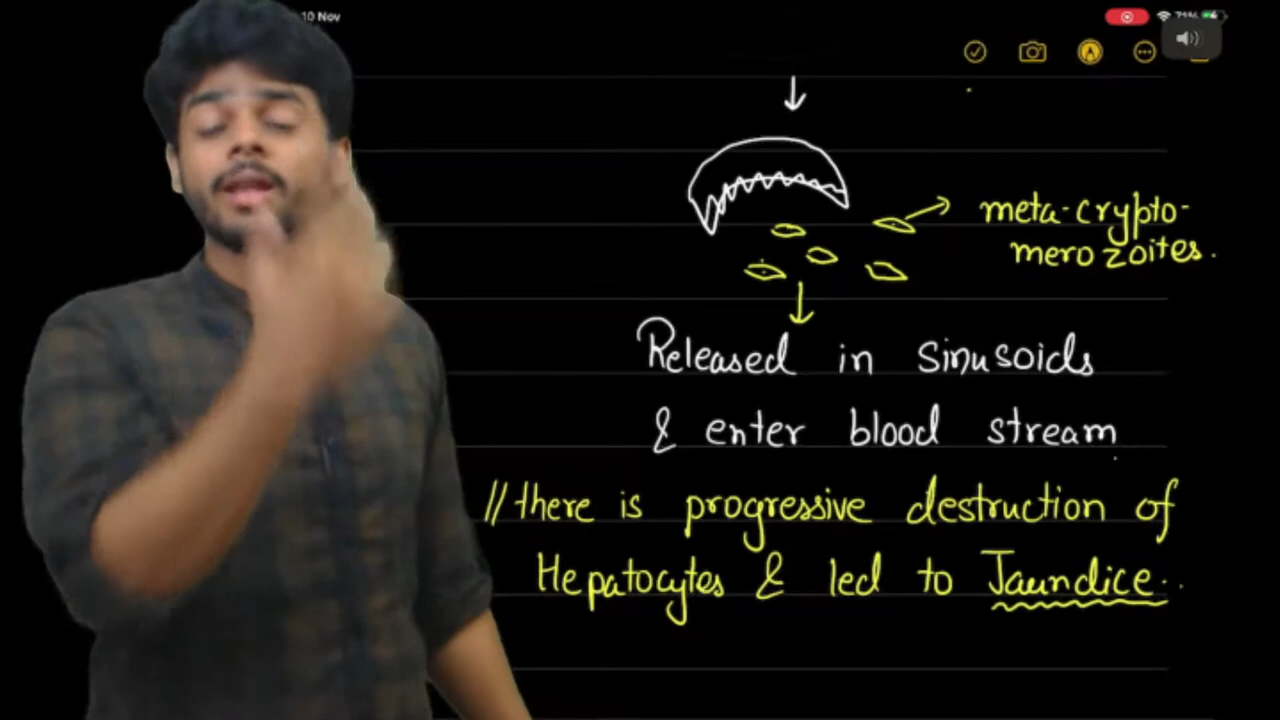 10 Nov
71%
meta-crypto-
merozoites.
Released in sinusoids
& enter blood stream
// there is progressive destruction of
Hepatocytes & led to Jaundice..